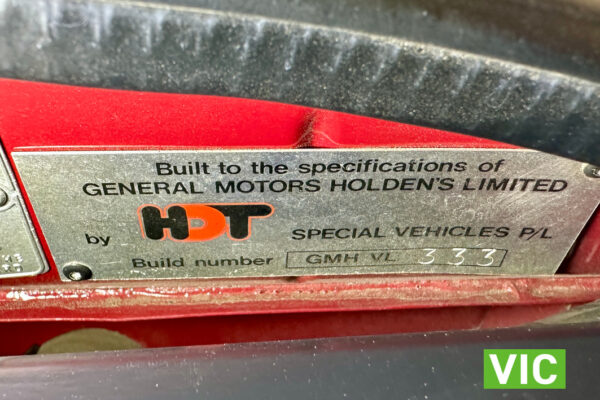 Built to the specifications of
GENERAL MOTORS HOLDEN'S LIMITED
by HDT SPECIAL VEHICLES P/L
Build number GMH VL 333
VIC